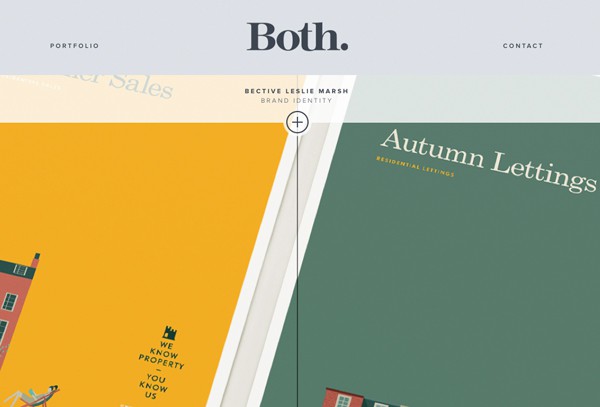 PORTFOLIO
Both.
CONTACT
Sales
BECTIVE LESLIE MARSH
BRAND IDENTITY
Autumn Lettings
RESIDENTIAL LETTINGS
WE
KNOW
PROPERTY
–
YOU
KNOW
US